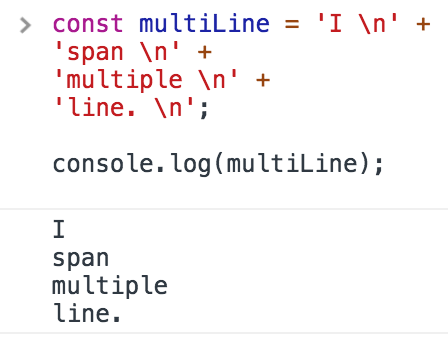 > const multiLine = 'I \n' +
'span \n' +
'multiple \n' +
'line. \n';
console.log(multiLine);
I
span
multiple
line.